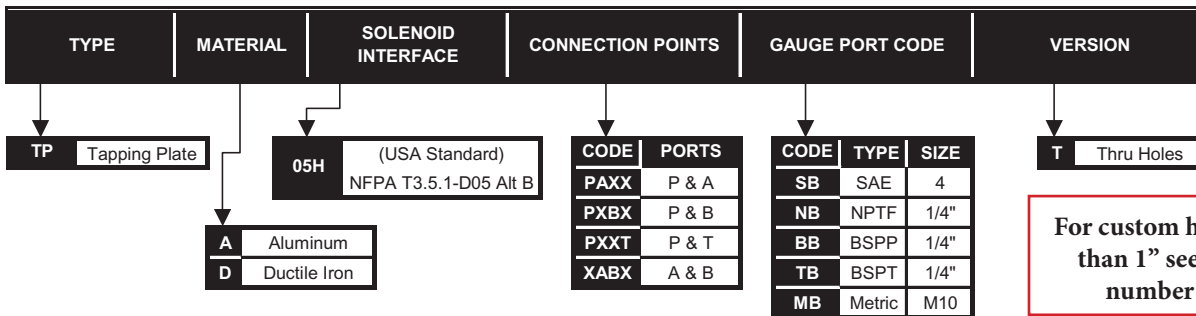 TYPE
MATERIAL
SOLENOID
INTERFACE
CONNECTION POINTS
GAUGE PORT CODE
VERSION
TP Tapping Plate
A Aluminum
D Ductile Iron
05H (USA Standard)
NFPA T3.5.1-D05 Alt B
CODE PORTS
PAXX P & A
PXBX P & B
PXXT P & T
XABX A & B
CODE TYPE SIZE
SB SAE 4
NB NPTF 1/4"
BB BSPP 1/4"
TB BSPT 1/4"
MB Metric M10
T Thru Holes
For custom h
than 1” see
number